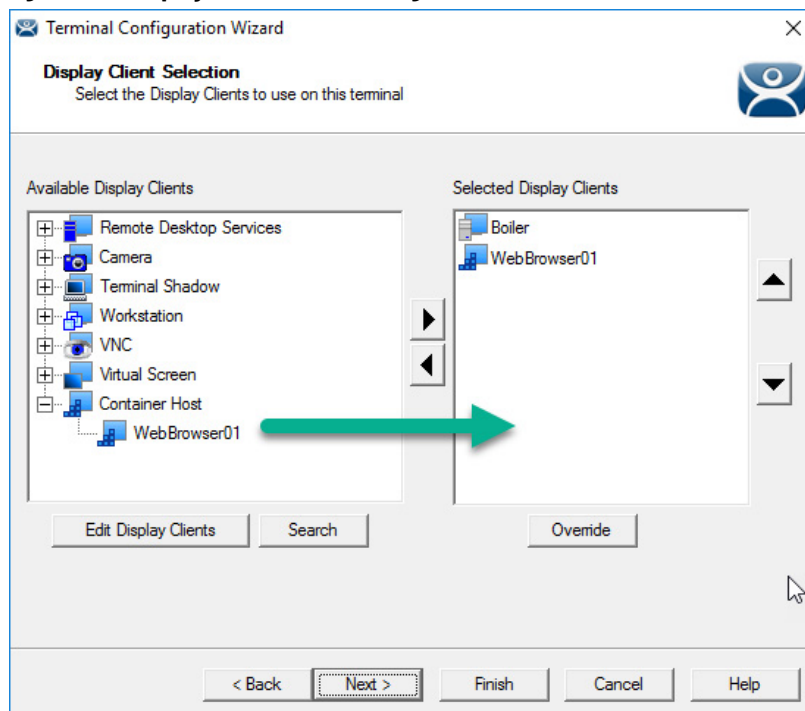 Terminal Configuration Wizard
Display Client Selection
Select the Display Clients to use on this terminal
Available Display Clients
Remote Desktop Services
Camera
Terminal Shadow
Workstation
VNC
Virtual Screen
Container Host
WebBrowser01
Edit Display Clients
Search
Selected Display Clients
Boiler
WebBrowser01
Override
< Back
Next >
Finish
Cancel
Help